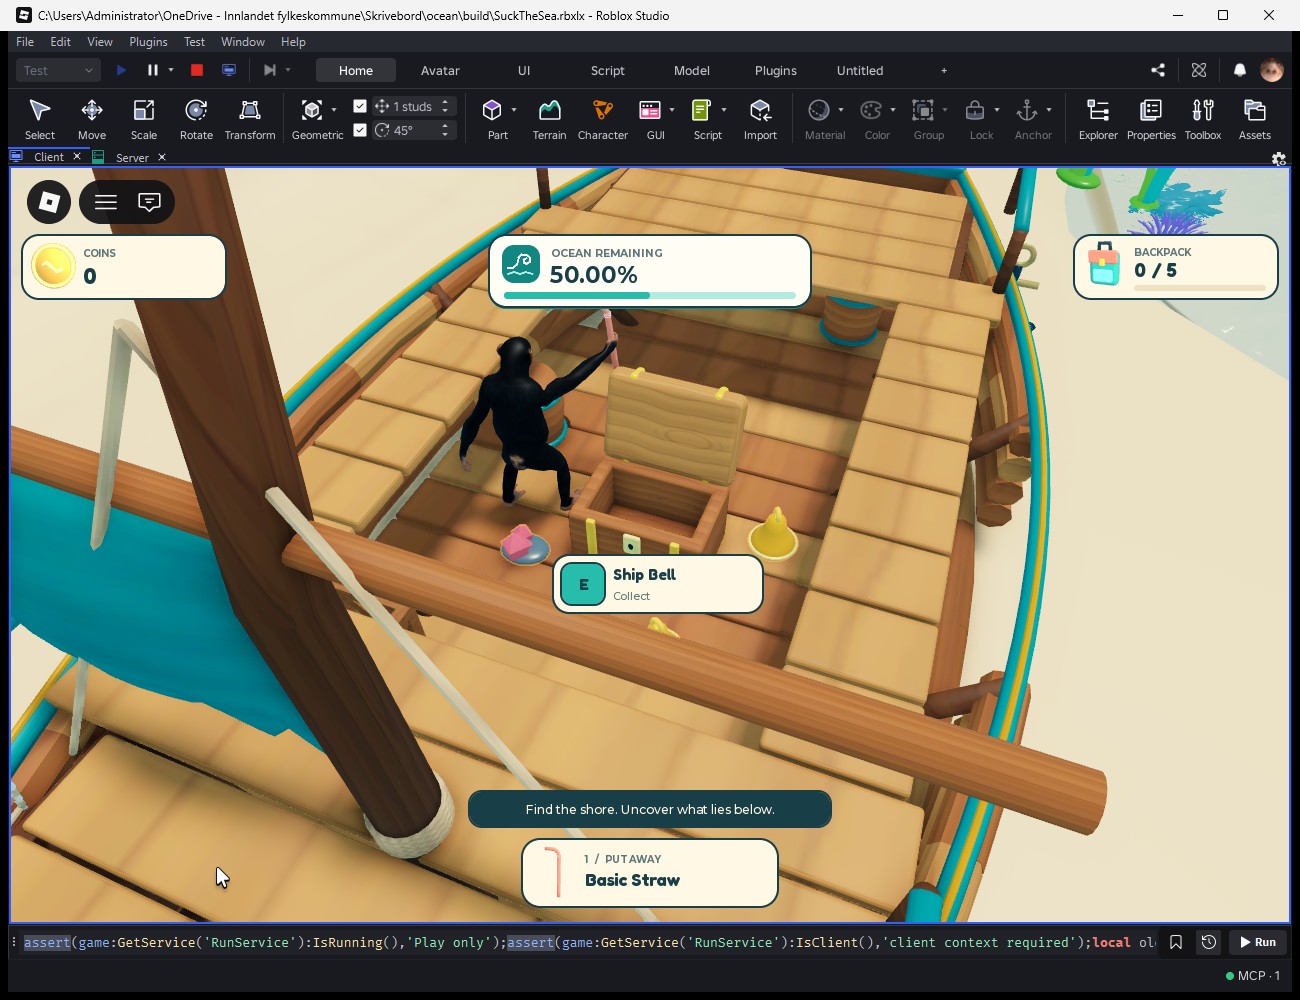 C:\Users\Administrator\OneDrive - Innlandet fylkeskommune\Skrivebord\ocean\build\SuckTheSea.rbxlx - Roblox Studio
File Edit View Plugins Test Window Help
Test
Home Avatar UI Script Model Plugins Untitled +
Select Move Scale Rotate Transform Geometric 1 studs 45° Part Terrain Character GUI Script Import Material Color Group Lock Anchor Explorer Properties Toolbox Assets
Client Server
COINS
0
OCEAN REMAINING
50.00%
BACKPACK
0 / 5
E
Ship Bell
Collect
Find the shore. Uncover what lies below.
1 / PUT AWAY
Basic Straw
assert(game:GetService('RunService'):IsRunning(),'Play only');assert(game:GetService('RunService'):IsClient(),'client context required');local
Run
MCP · 1